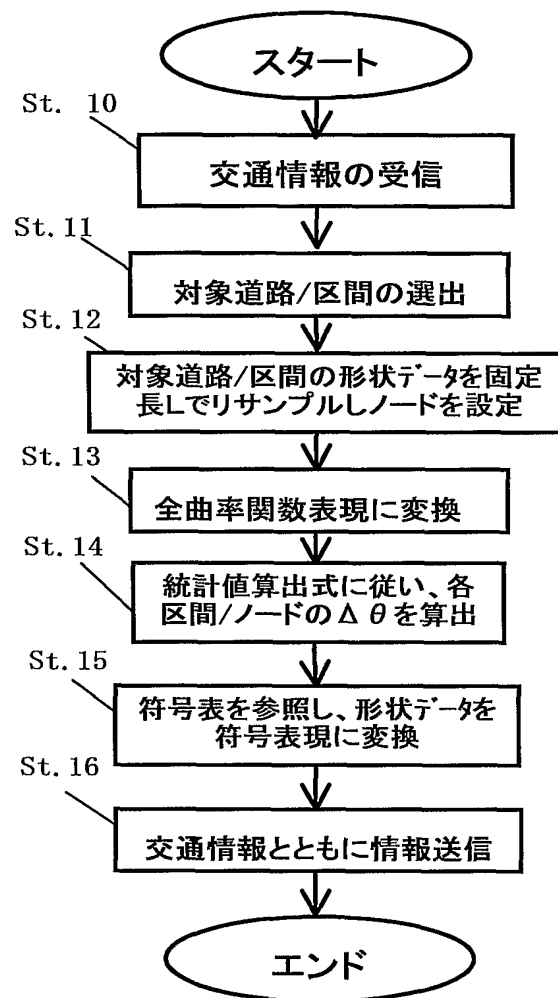 スタート
St. 10
交通情報の受信
St. 11
対象道路/区間の選出
St. 12
対象道路/区間の形状データを固定
長Lでリサンプルしノードを設定
St. 13
全曲率関数表現に変換
St. 14
統計値算出式に従い、各
区間/ノードのΔθを算出
St. 15
符号表を参照し、形状データを
符号表現に変換
St. 16
交通情報とともに情報送信
エンド